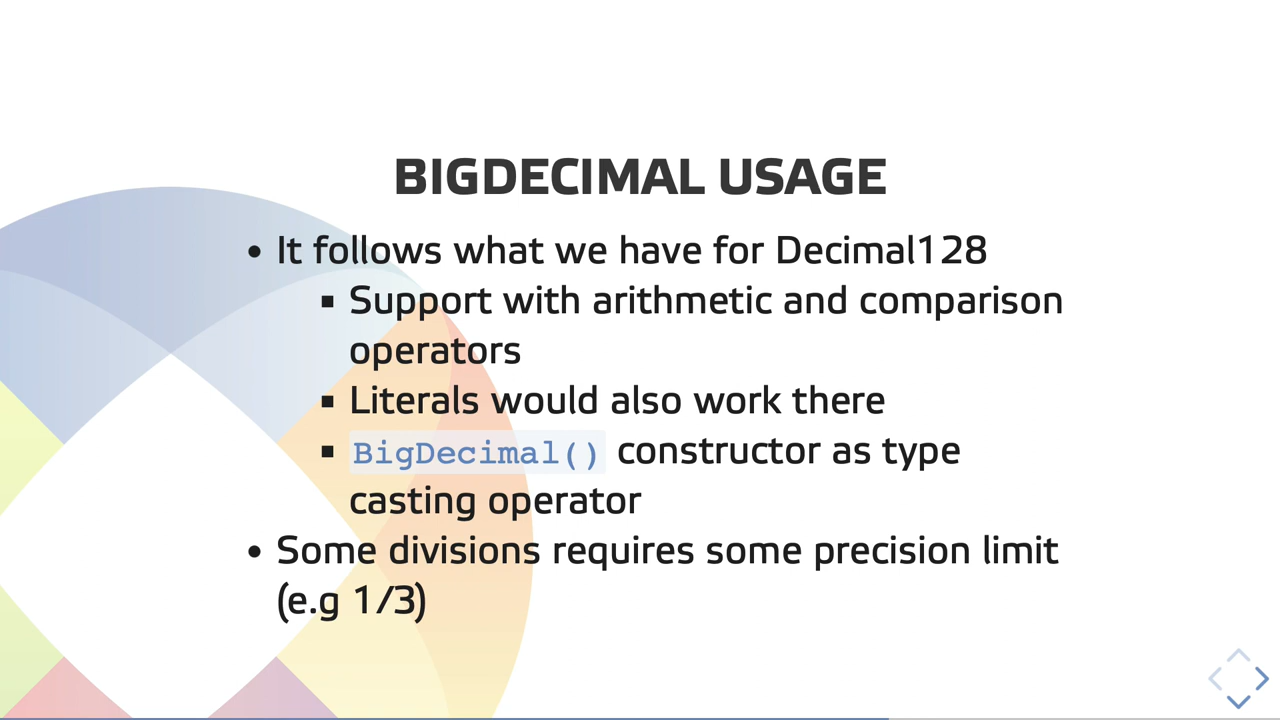 BIGDECIMAL USAGE
• It follows what we have for Decimal128
▪ Support with arithmetic and comparison
operators
▪ Literals would also work there
▪ BigDecimal() constructor as type
casting operator
• Some divisions requires some precision limit
(e.g 1/3)